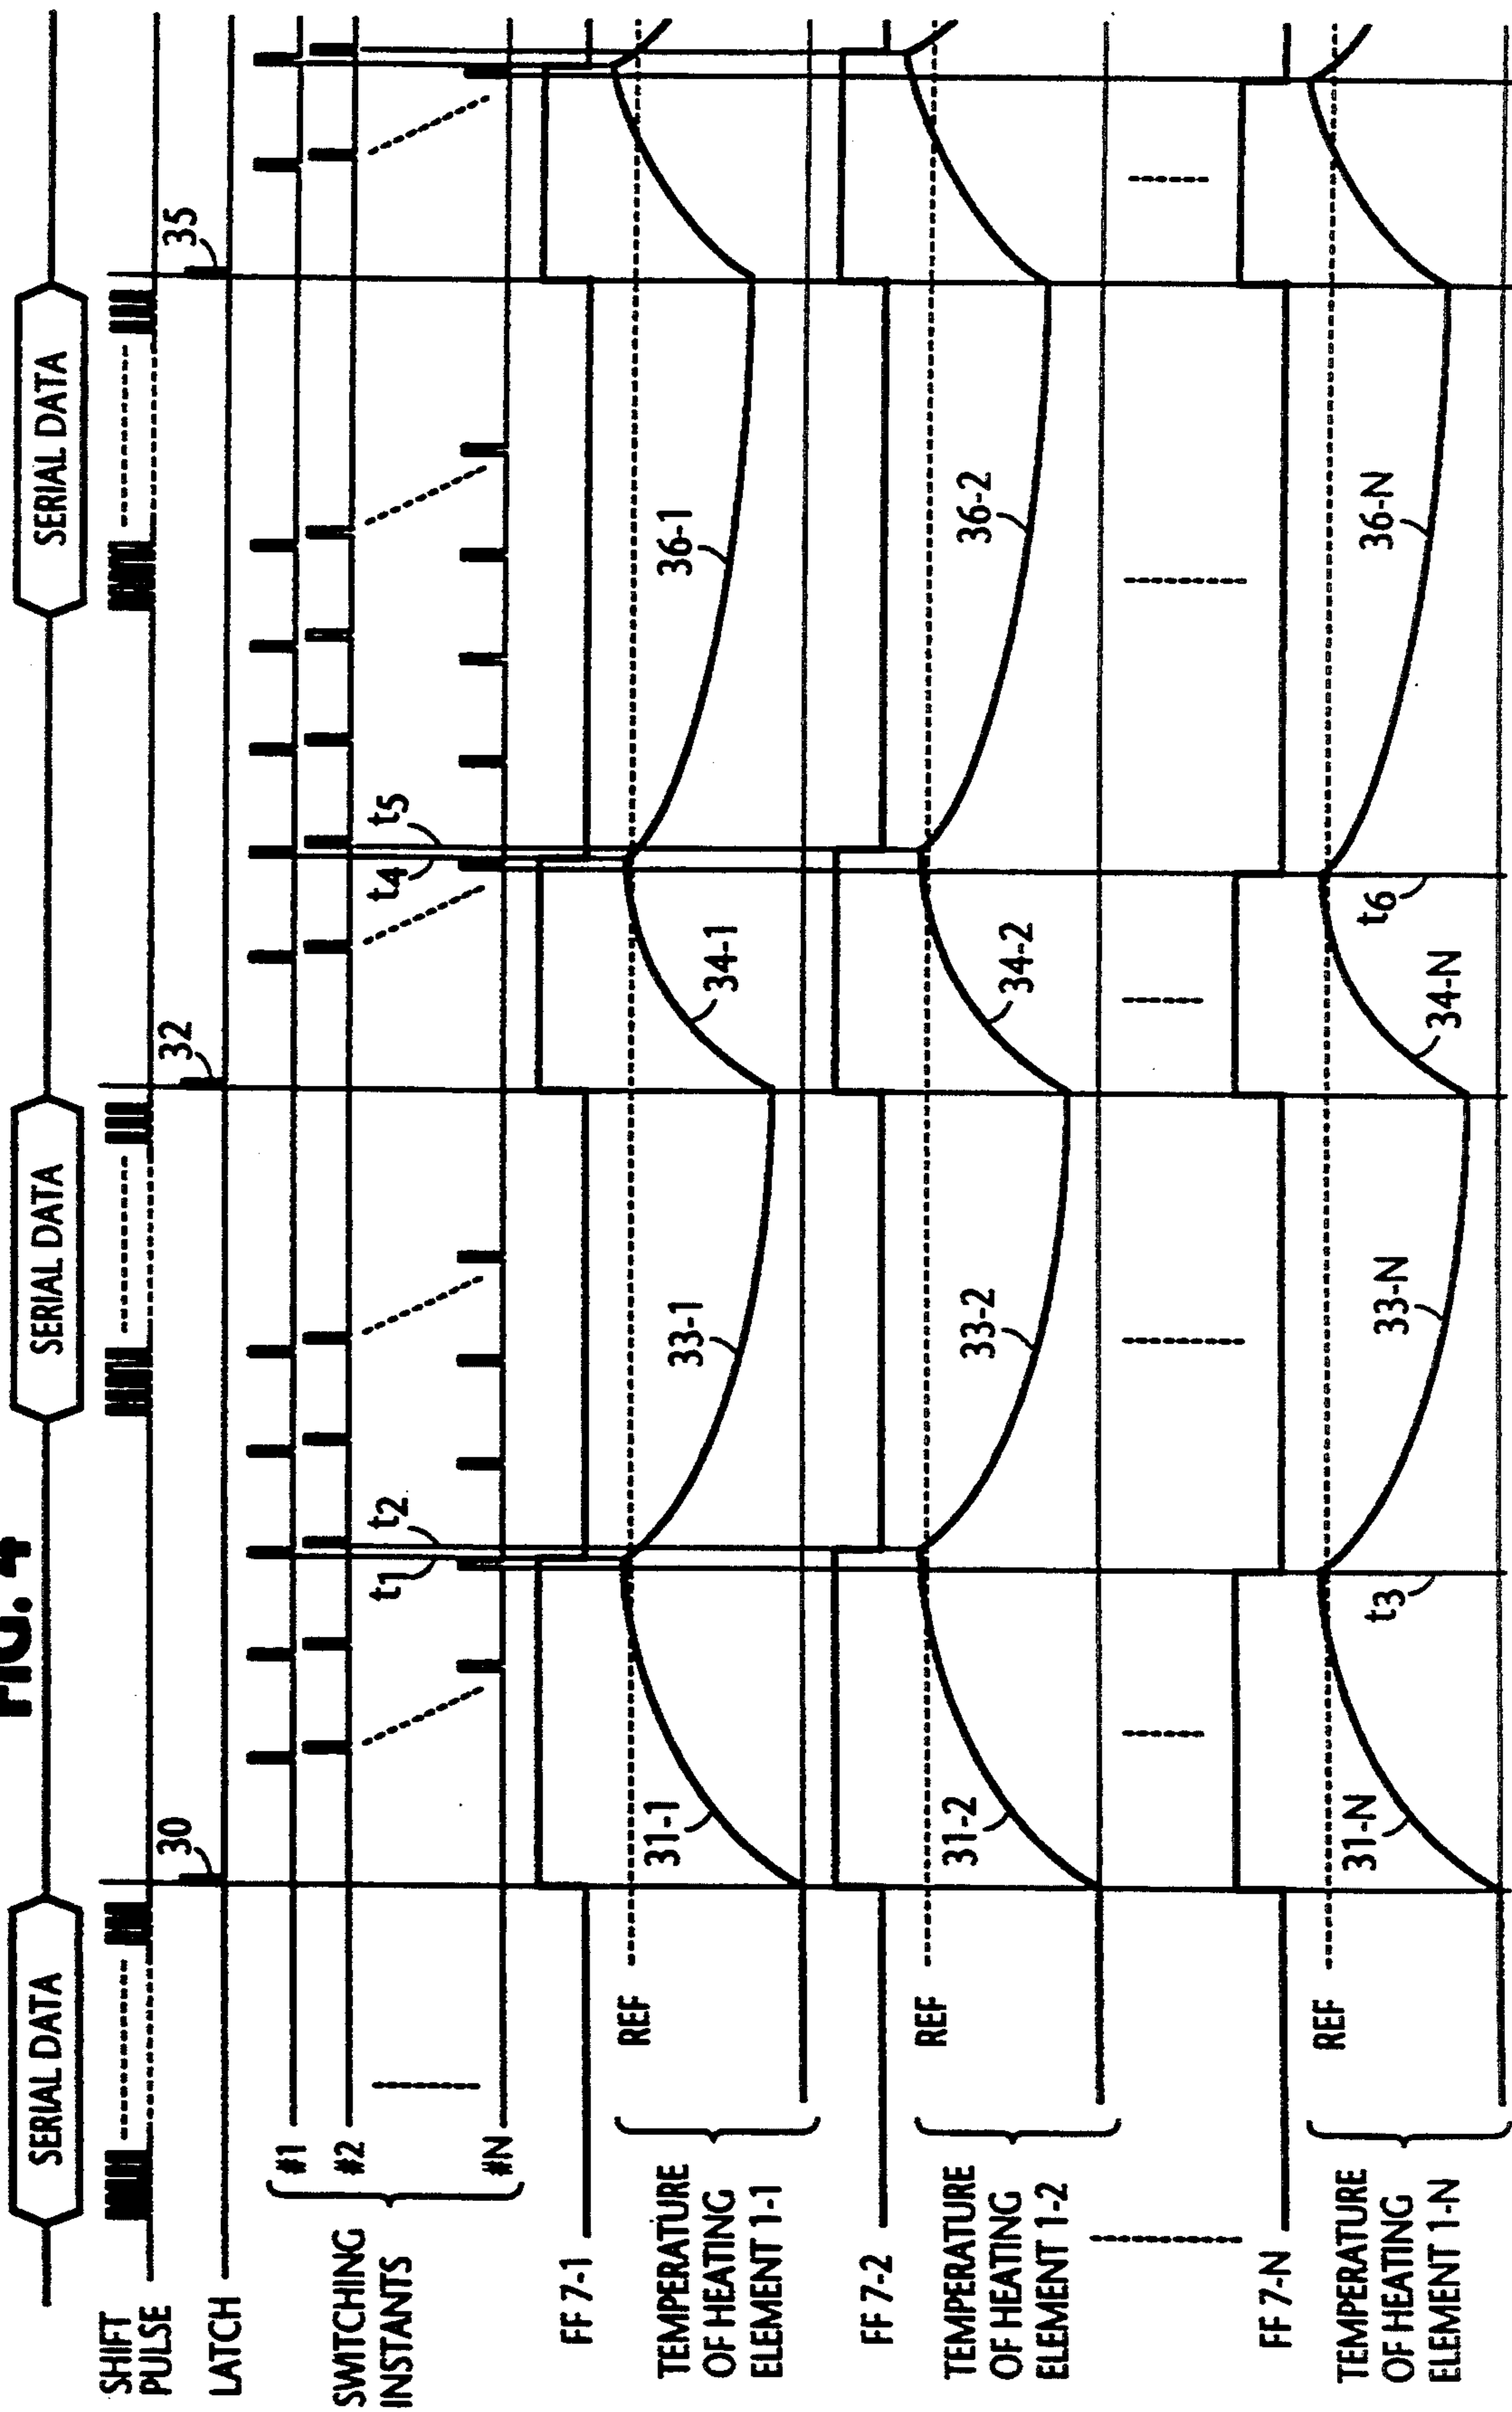 FIG. 4
SERIAL DATA
SERIAL DATA
SERIAL DATA
SHIFT
PULSE
LATCH
30
32
35
SWITCHING
INSTANTS
#1
#2
#N
t1
t2
t4
t5
FF 7-1
TEMPERATURE
OF HEATING
ELEMENT 1-1
REF
31-1
33-1
34-1
36-1
FF 7-2
TEMPERATURE
OF HEATING
ELEMENT 1-2
REF
31-2
33-2
34-2
36-2
FF 7-N
TEMPERATURE
OF HEATING
ELEMENT 1-N
REF
31-N
t3
33-N
34-N
t6
36-N